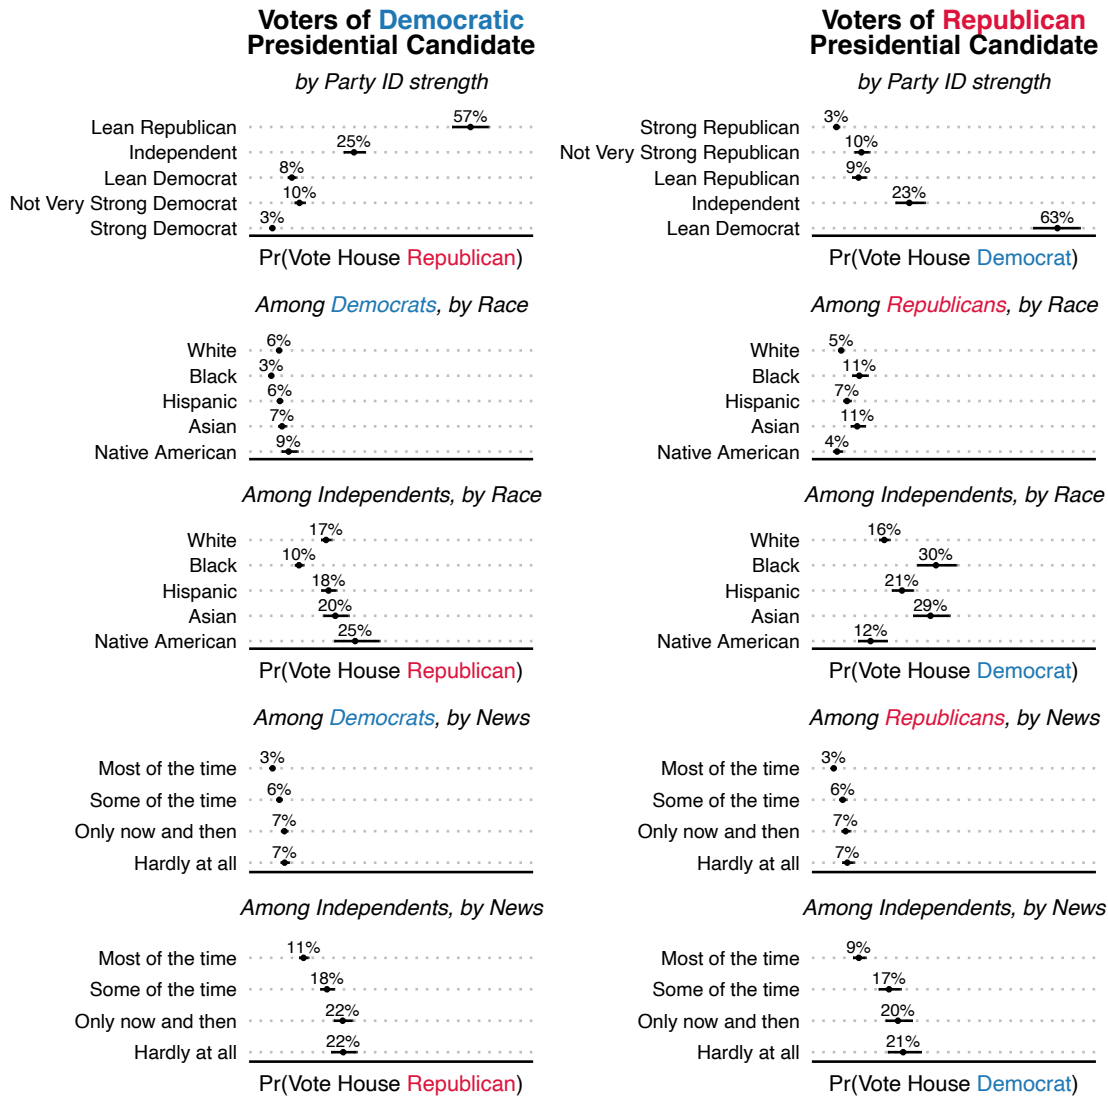 Voters of Democratic
Presidential Candidate
by Party ID strength
57%
Lean Republican
25%
Independent
8%
Lean Democrat
10%
Not Very Strong Democrat
3%
Strong Democrat
Pr(Vote House Republican)
Among Democrats, by Race
6%
White
3%
Black
6%
Hispanic
7%
Asian
9%
Native American
Among Independents, by Race
17%
White
10%
Black
18%
Hispanic
20%
Asian
25%
Native American
Pr(Vote House Republican)
Among Democrats, by News
3%
Most of the time
6%
Some of the time
7%
Only now and then
7%
Hardly at all
Among Independents, by News
11%
Most of the time
18%
Some of the time
22%
Only now and then
22%
Hardly at all
Pr(Vote House Republican)
Voters of Republican
Presidential Candidate
by Party ID strength
3%
Strong Republican
10%
Not Very Strong Republican
9%
Lean Republican
23%
Independent
63%
Lean Democrat
Pr(Vote House Democrat)
Among Republicans, by Race
5%
White
11%
Black
7%
Hispanic
11%
Asian
4%
Native American
Among Independents, by Race
16%
White
30%
Black
21%
Hispanic
29%
Asian
12%
Native American
Pr(Vote House Democrat)
Among Republicans, by News
3%
Most of the time
6%
Some of the time
7%
Only now and then
7%
Hardly at all
Among Independents, by News
9%
Most of the time
17%
Some of the time
20%
Only now and then
21%
Hardly at all
Pr(Vote House Democrat)